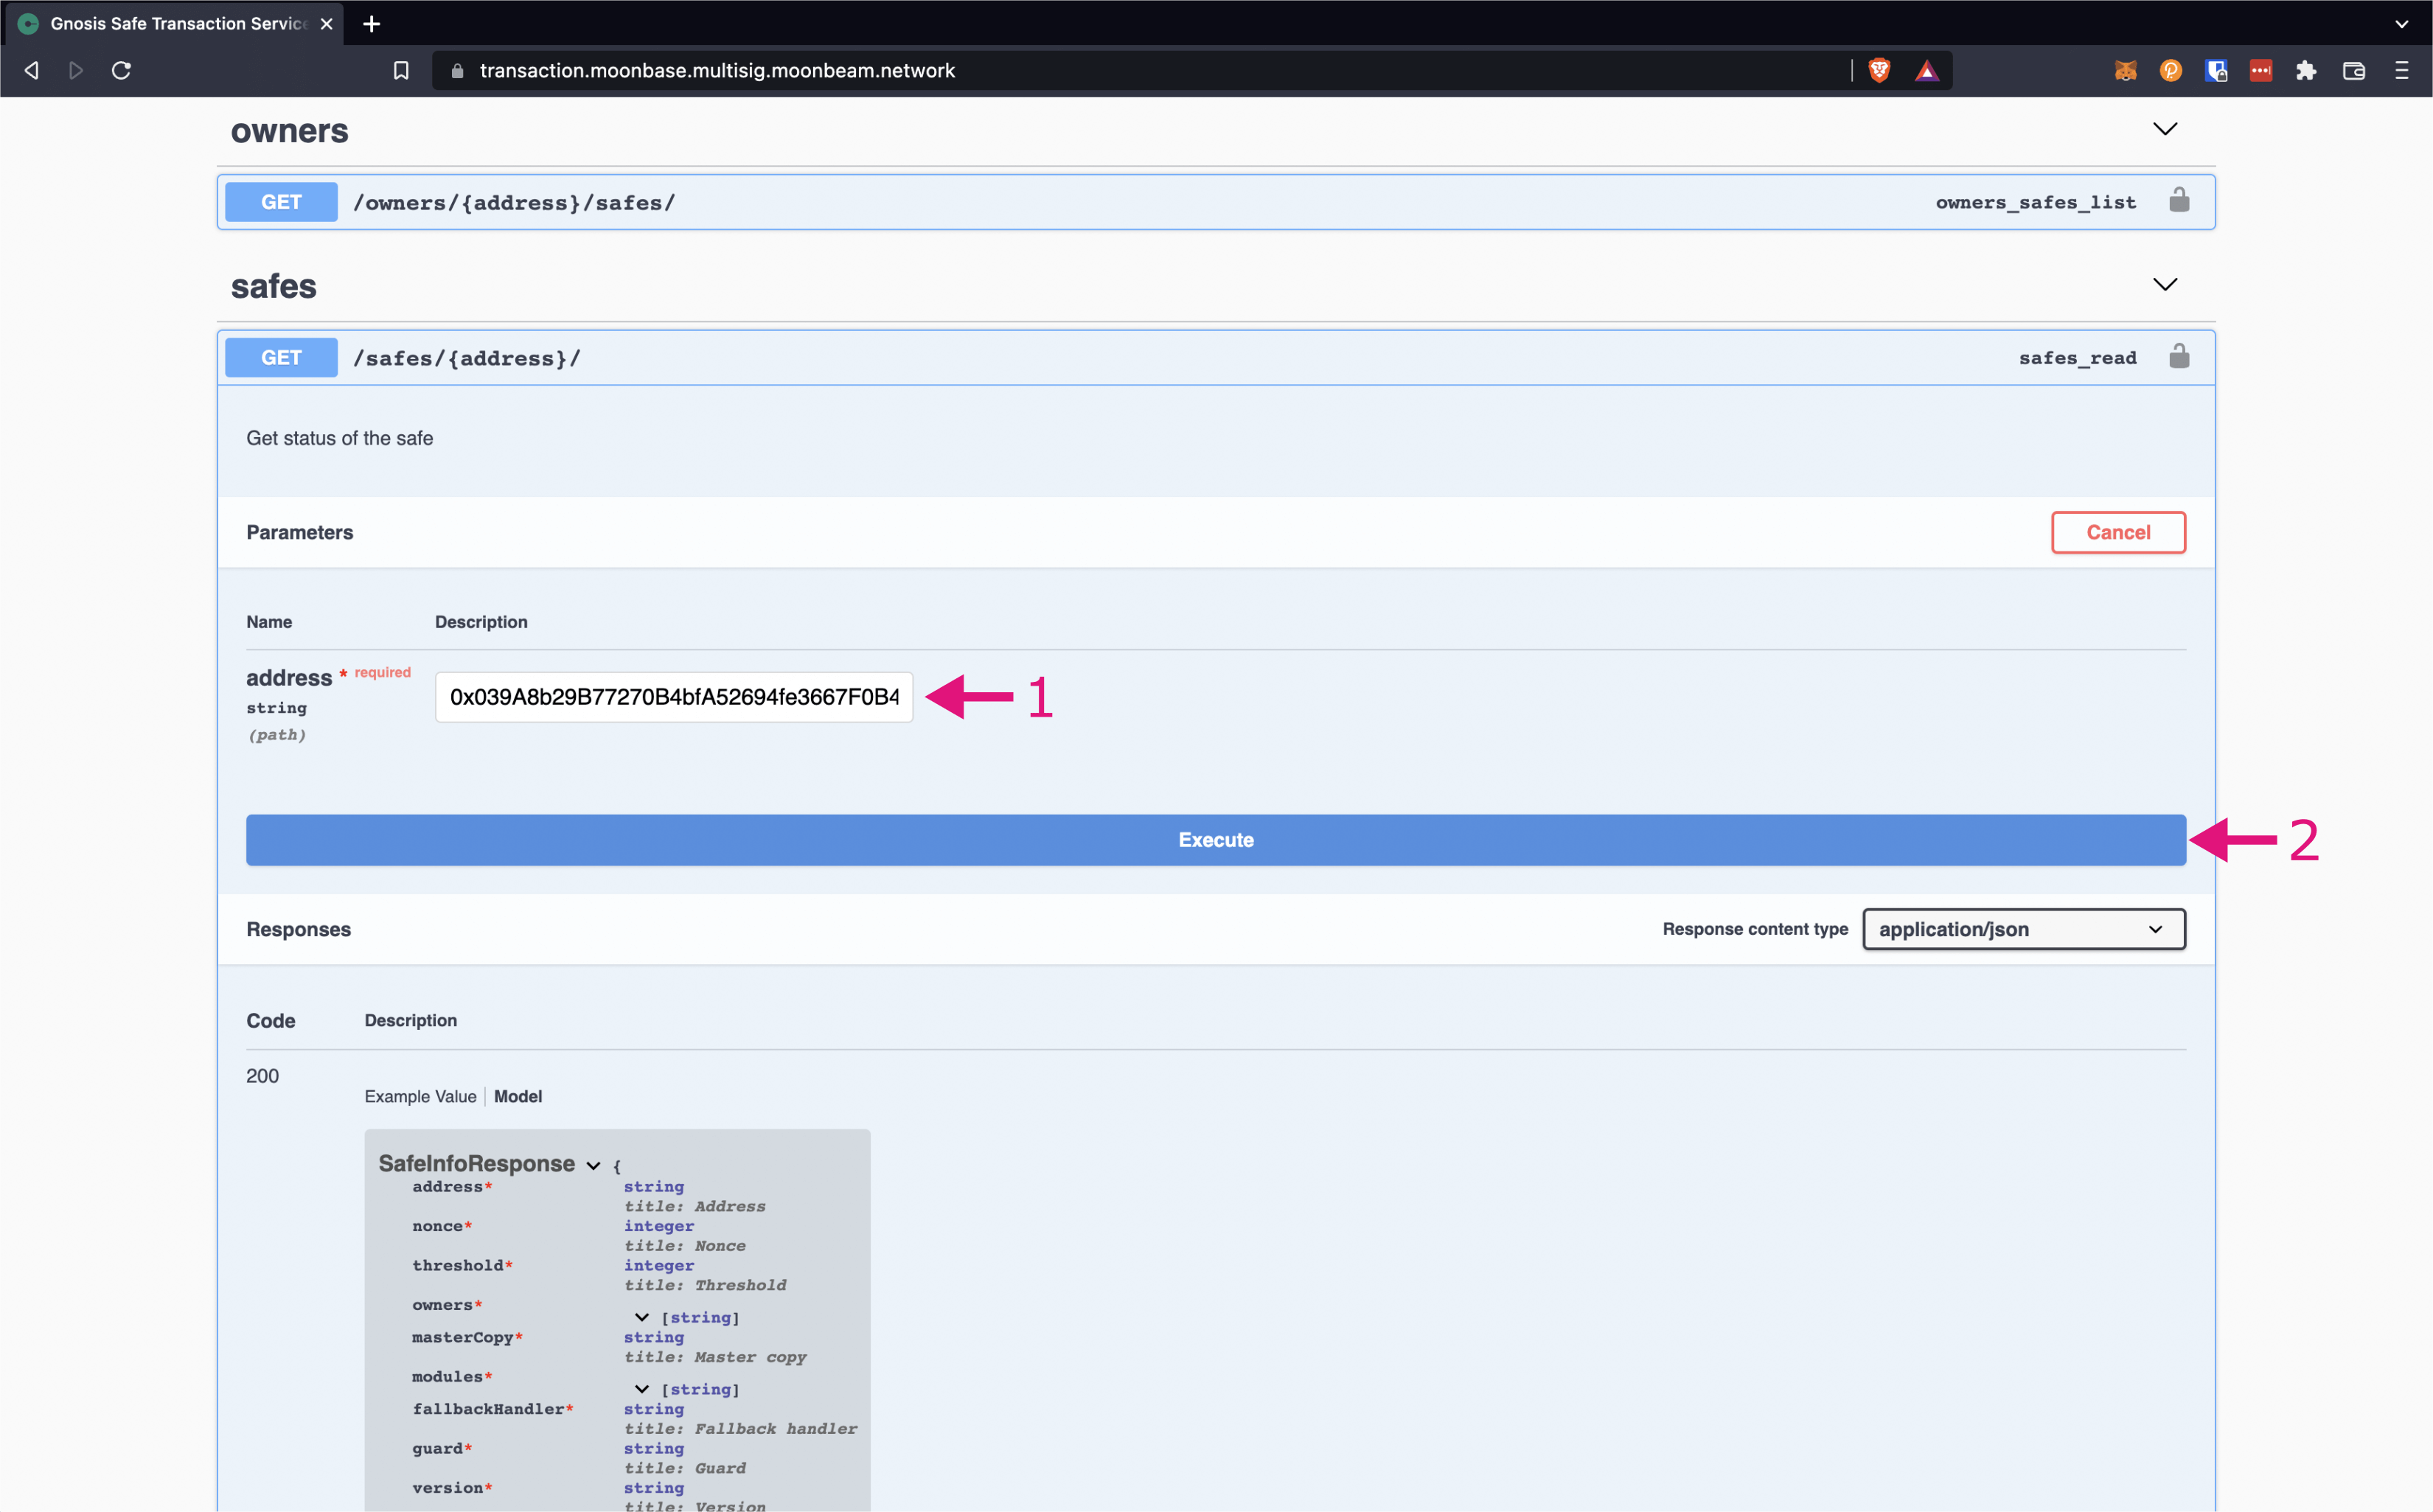 Gnosis Safe Transaction Service
transaction.moonbase.multisig.moonbeam.network
owners
GET /owners/{address}/safes/ owners_safes_list
safes
GET /safes/{address}/ safes_read
Get status of the safe
Parameters Cancel
Name Description
address * required
string
(path)
0x039A8b29B77270B4bfA52694fe3667F0B4 1
Execute 2
Responses Response content type application/json
Code Description
200
Example Value Model
SafeInfoResponse {
address* string
title: Address
nonce* integer
title: Nonce
threshold* integer
title: Threshold
owners*
[string]
masterCopy* string
title: Master copy
modules*
[string]
fallbackHandler* string
title: Fallback handler
guard* string
title: Guard
version* string
title: Version